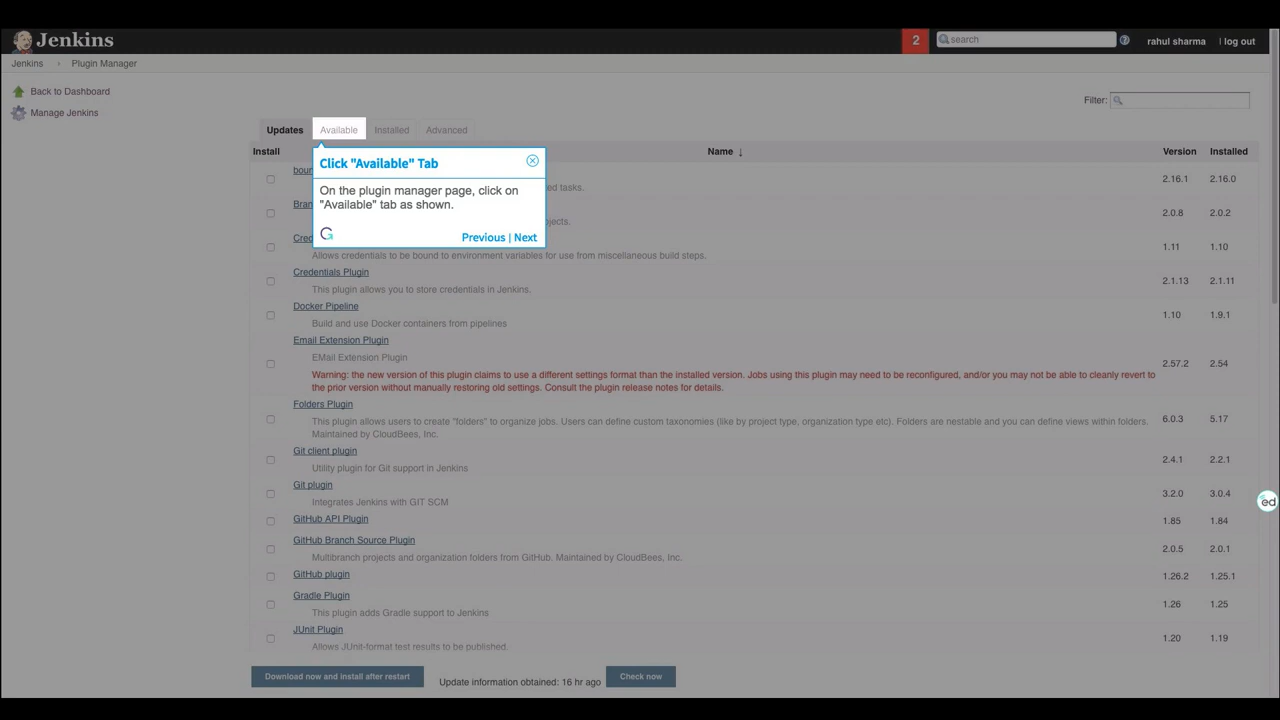 Jenkins
2
search
rahul sharma | log out
Jenkins › Plugin Manager
Back to Dashboard
Manage Jenkins
Filter:
Updates Available Installed Advanced
Install Name ↓ Version Installed
Click "Available" Tab
On the plugin manager page, click on
"Available" tab as shown.
Previous | Next
boun
ted tasks. 2.16.1 2.16.0
Bran
jects. 2.0.8 2.0.2
Cred
Allows credentials to be bound to environment variables for use from miscellaneous build steps. 1.11 1.10
Credentials Plugin
This plugin allows you to store credentials in Jenkins. 2.1.13 2.1.11
Docker Pipeline
Build and use Docker containers from pipelines 1.10 1.9.1
Email Extension Plugin
EMail Extension Plugin
Warning: the new version of this plugin claims to use a different settings format than the installed version. Jobs using this plugin may need to be reconfigured, and/or you may not be able to cleanly revert to
the prior version without manually restoring old settings. Consult the plugin release notes for details. 2.57.2 2.54
Folders Plugin
This plugin allows users to create "folders" to organize jobs. Users can define custom taxonomies (like by project type, organization type etc). Folders are nestable and you can define views within folders.
Maintained by CloudBees, Inc. 6.0.3 5.17
Git client plugin
Utility plugin for Git support in Jenkins 2.4.1 2.2.1
Git plugin
Integrates Jenkins with GIT SCM 3.2.0 3.0.4
GitHub API Plugin 1.85 1.84
GitHub Branch Source Plugin
Multibranch projects and organization folders from GitHub. Maintained by CloudBees, Inc. 2.0.5 2.0.1
GitHub plugin 1.26.2 1.25.1
Gradle Plugin
This plugin adds Gradle support to Jenkins 1.26 1.25
JUnit Plugin
Allows JUnit-format test results to be published. 1.20 1.19
Download now and install after restart
Update information obtained: 16 hr ago
Check now
ed